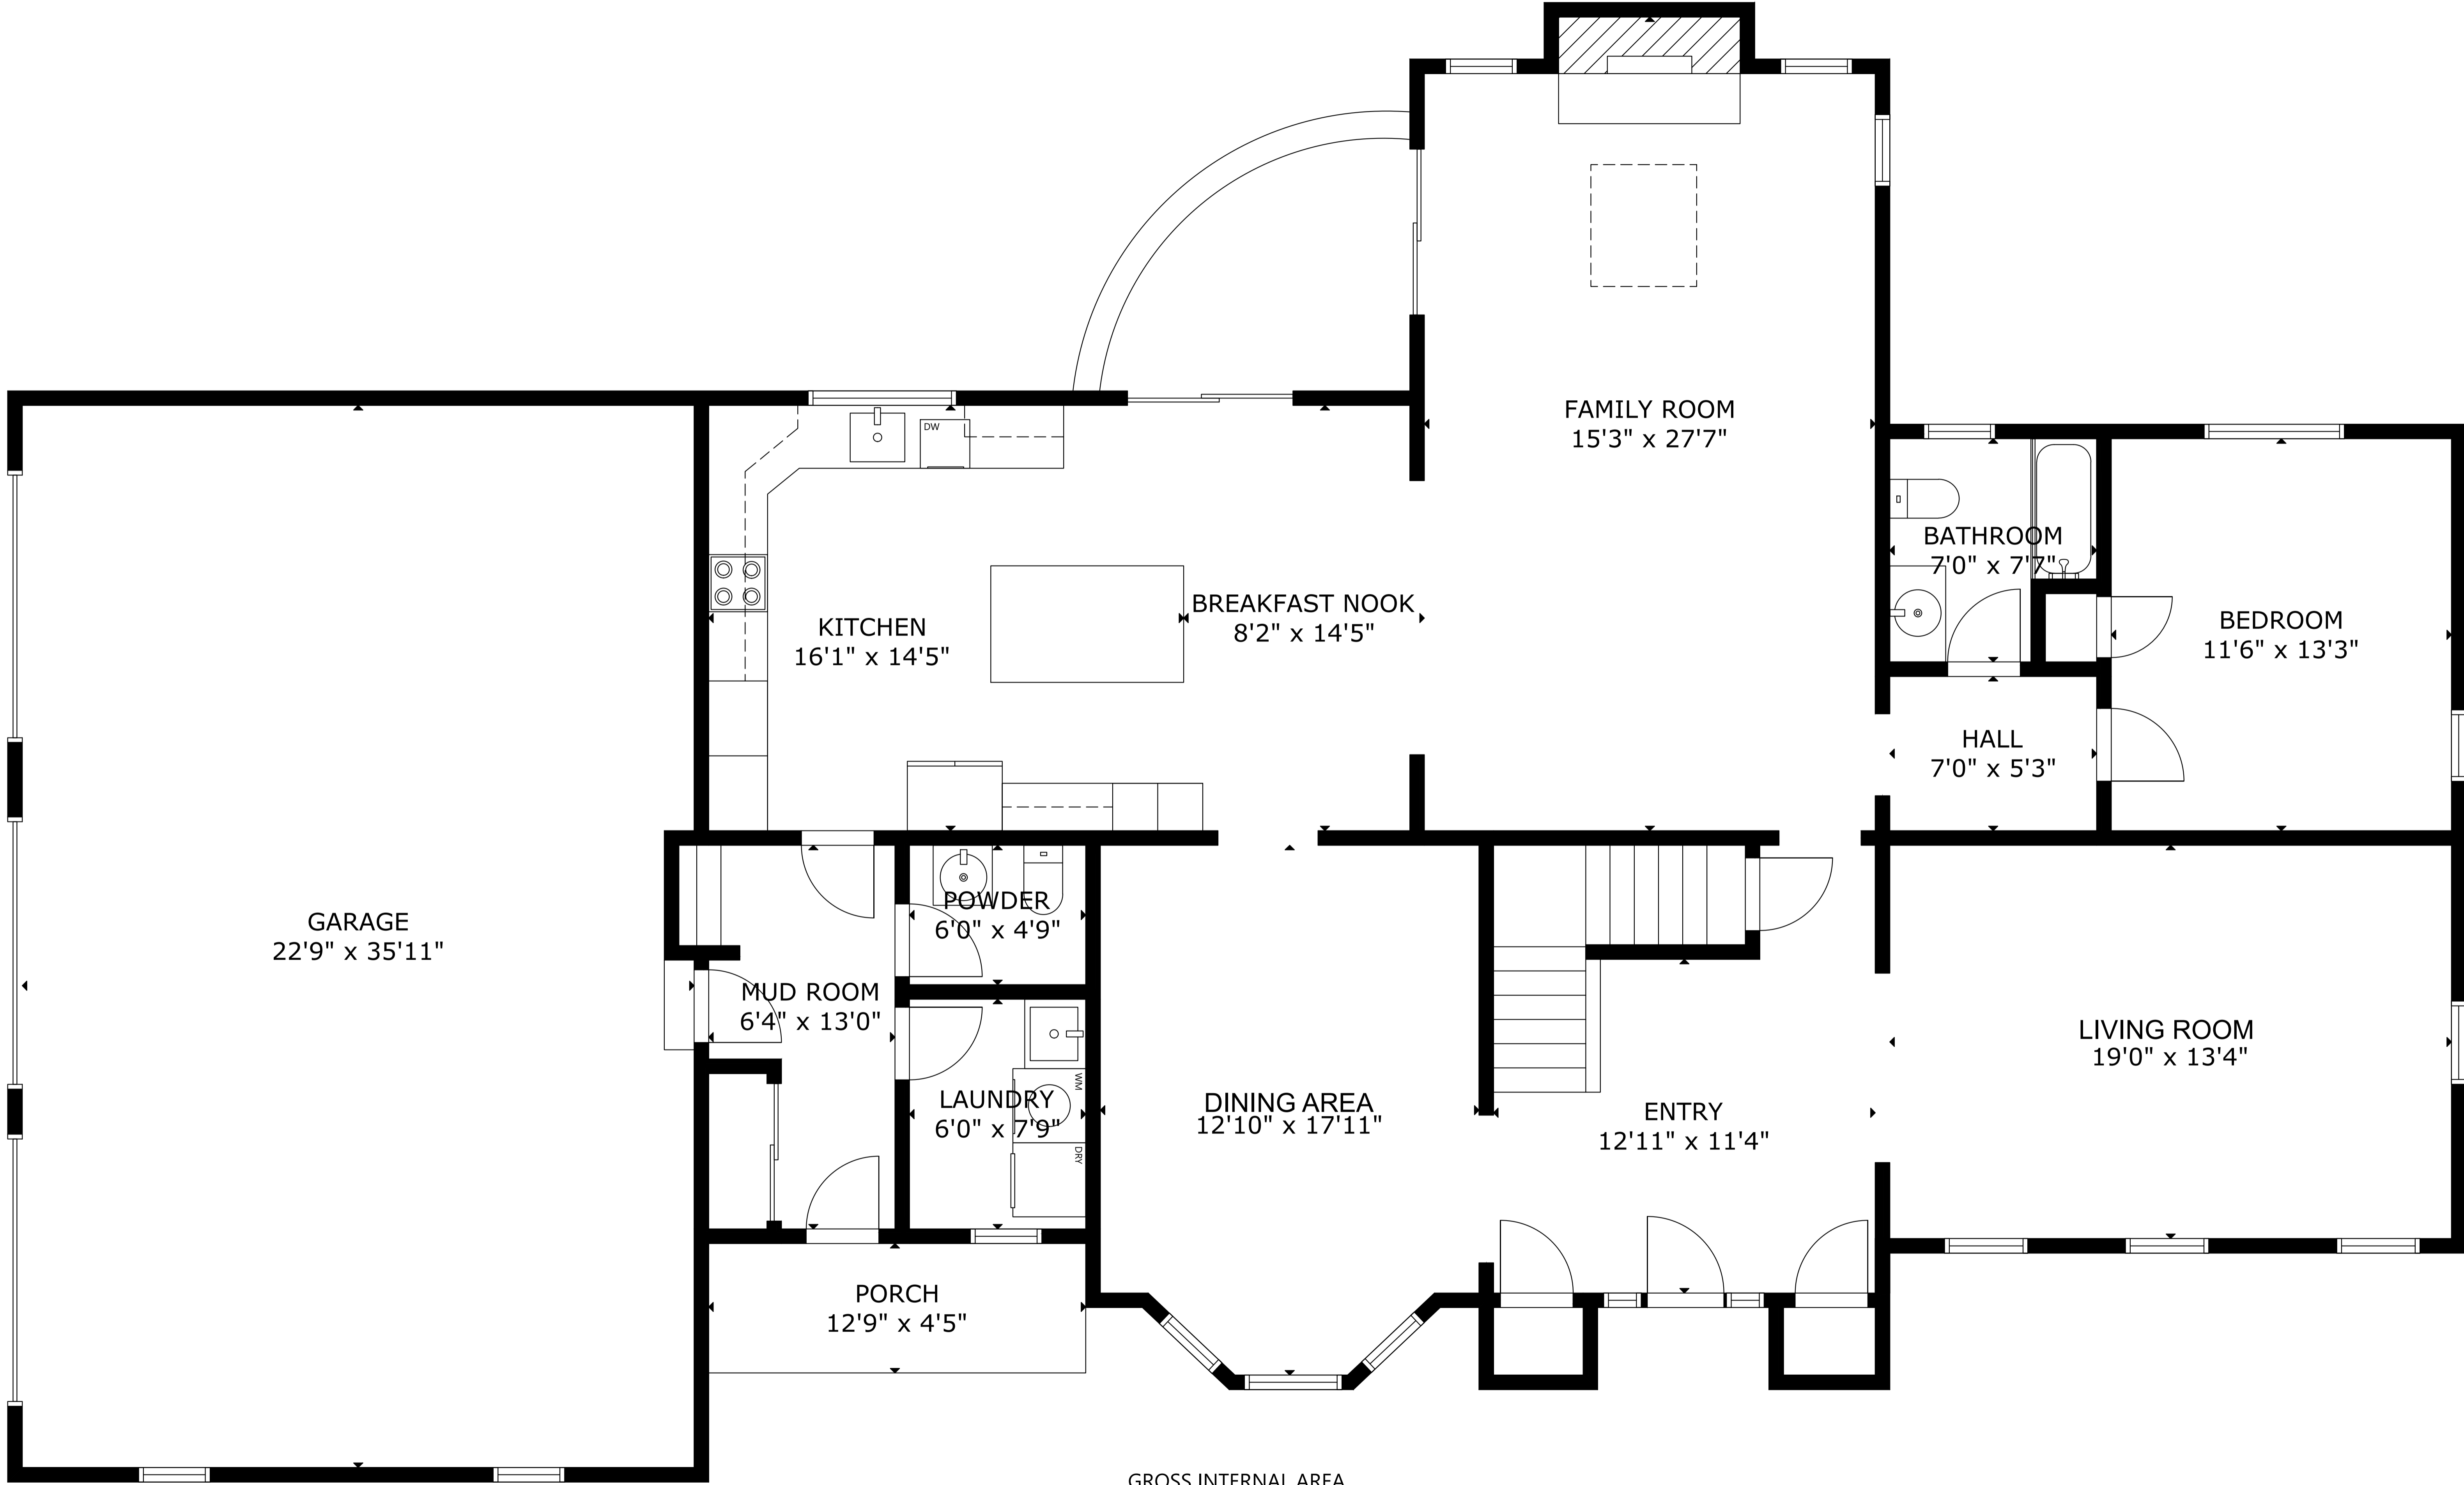 DW
FAMILY ROOM
15'3" x 27'7"
BATHROOM
7'0" x 7'7"
BREAKFAST NOOK
8'2" x 14'5"
KITCHEN
16'1" x 14'5"
BEDROOM
11'6" x 13'3"
HALL
7'0" x 5'3"
GARAGE
22'9" x 35'11"
POWDER
6'0" x 4'9"
MUD ROOM
6'4" x 13'0"
LIVING ROOM
19'0" x 13'4"
WM
LAUNDRY
6'0" x 7'9"
DRY
DINING AREA
12'10" x 17'11"
ENTRY
12'11" x 11'4"
PORCH
12'9" x 4'5"
GROSS INTERNAL AREA